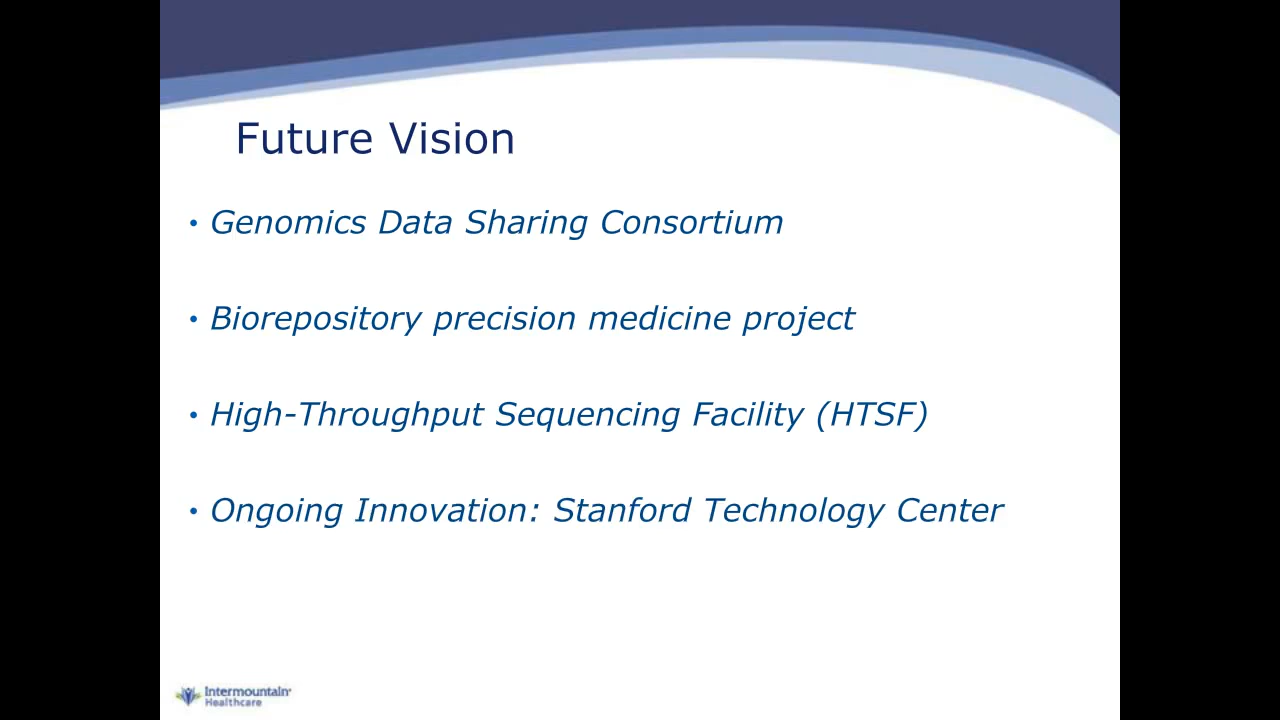 Future Vision
• Genomics Data Sharing Consortium
• Biorepository precision medicine project
• High-Throughput Sequencing Facility (HTSF)
• Ongoing Innovation: Stanford Technology Center
Intermountain®
Healthcare